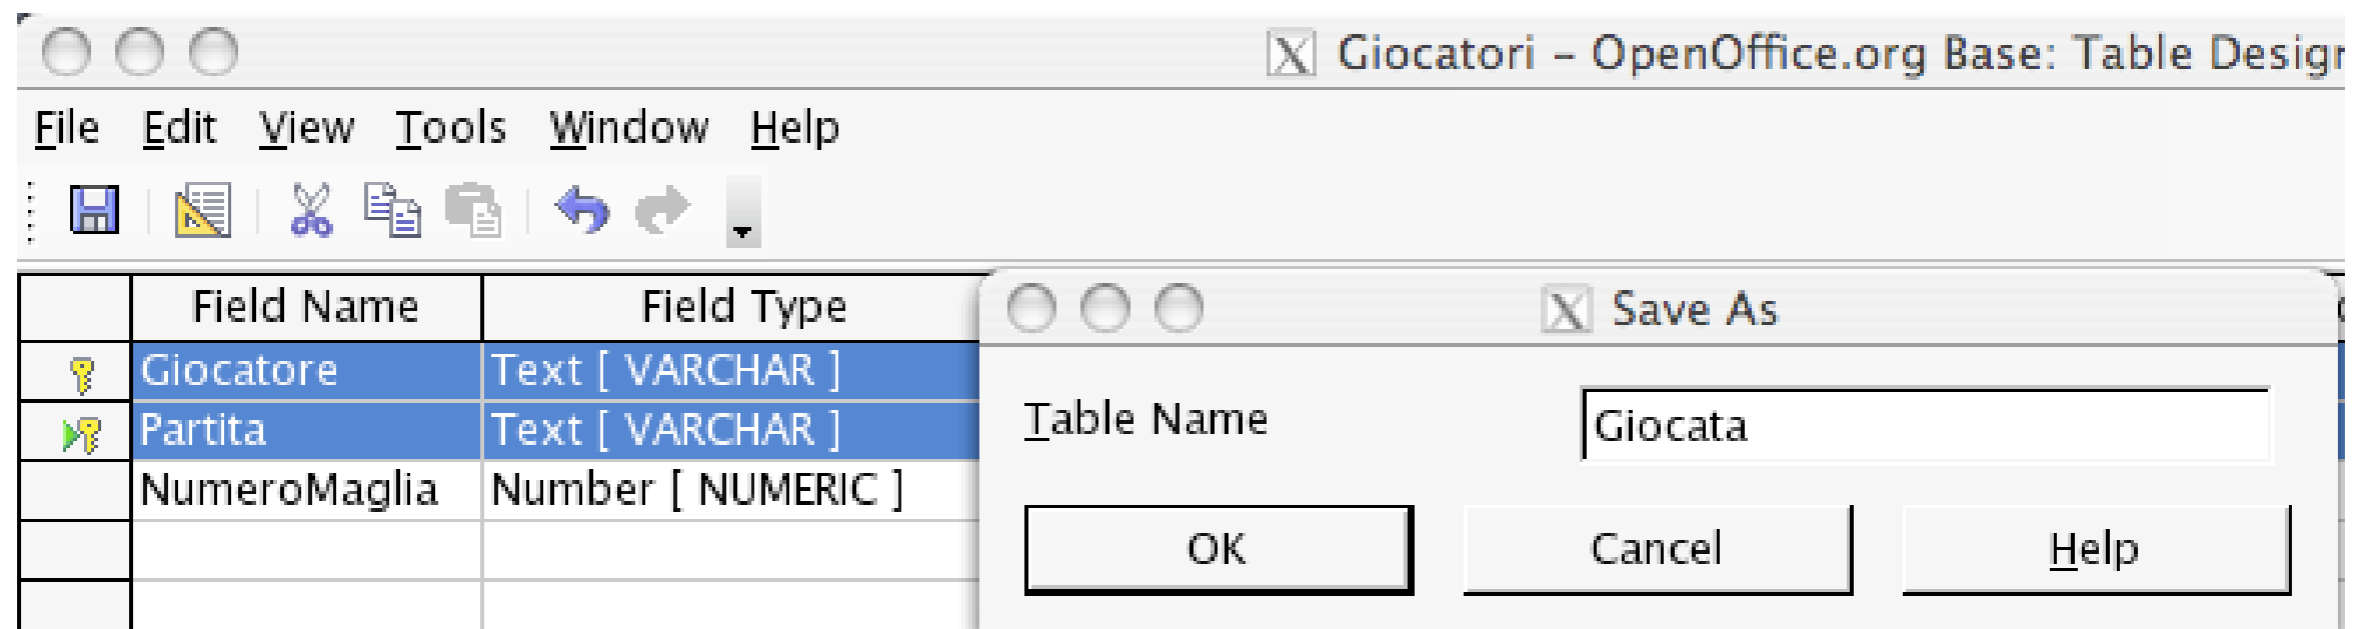 Giocatori – OpenOffice.org Base: Table Desig
File Edit View Tools Window Help
Field Name Field Type
Save As
Giocatore Text [ VARCHAR ]
Partita Text [ VARCHAR ]
NumeroMaglia Number [ NUMERIC ]
Table Name Giocata
OK Cancel Help